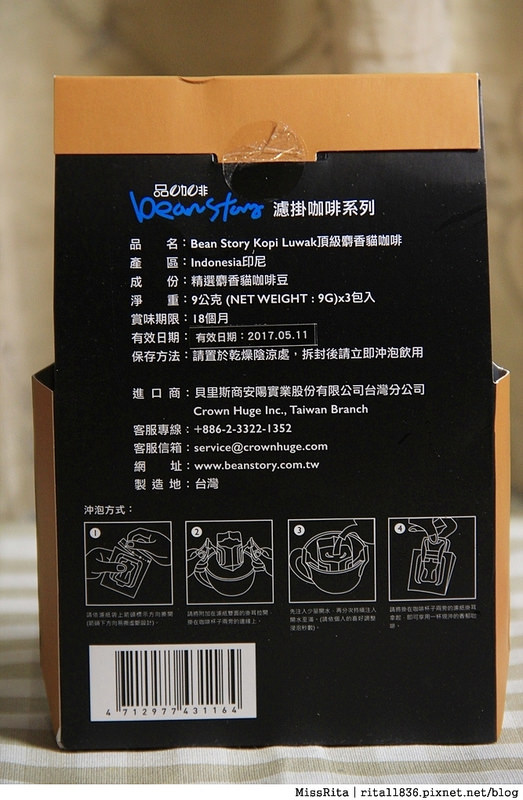 品咖啡
beanstory 濾掛咖啡系列
品 名：Bean Story Kopi Luwak頂級麝香貓咖啡
產 區：Indonesia印尼
成 份：精選麝香貓咖啡豆
淨 重：9公克 (NET WEIGHT : 9G)x3包入
賞味期限：18個月
有效日期：有效日期：2017.05.11
保存方法：請置於乾燥陰涼處，拆封後請立即沖泡飲用
進 口 商：貝里斯商安陽實業股份有限公司台灣分公司
Crown Huge Inc., Taiwan Branch
客服專線：+886-2-3322-1352
客服信箱：service@crownhuge.com
網 址：www.beanstory.com.tw
製 造 地：台灣
沖泡方式：
1 2 3 4
4 712977 431164
MissRita | rita11836.pixnet.net/blog